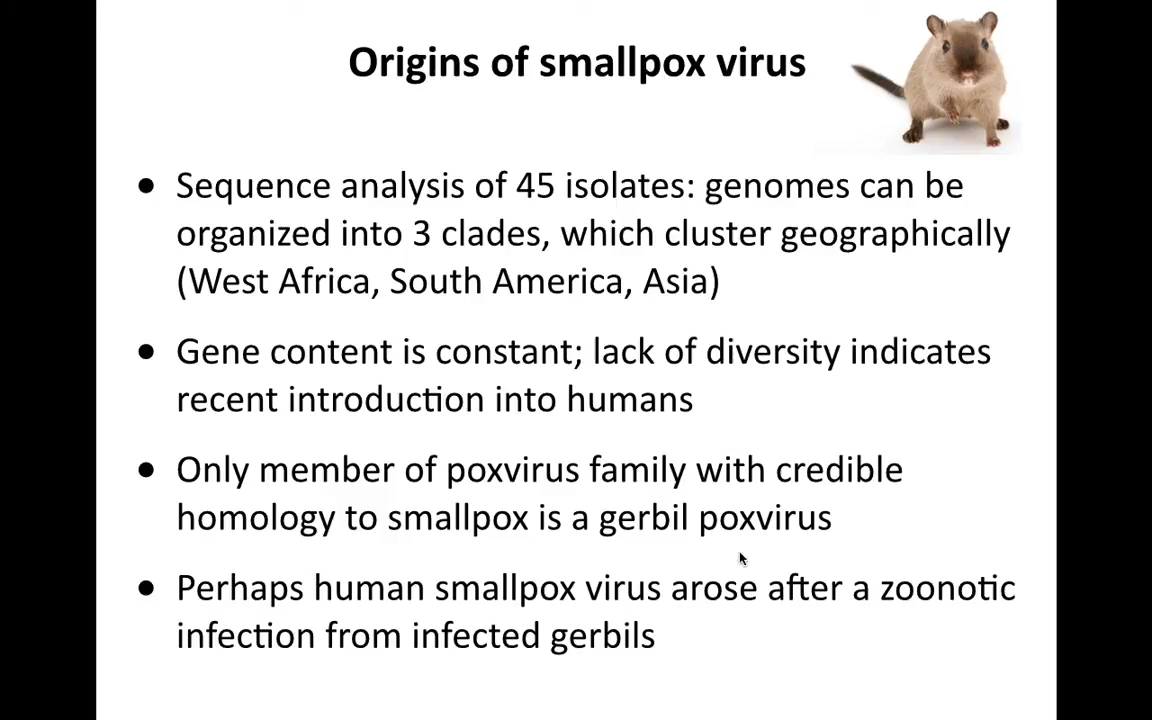 Origins of smallpox virus
• Sequence analysis of 45 isolates: genomes can be
organized into 3 clades, which cluster geographically
(West Africa, South America, Asia)
• Gene content is constant; lack of diversity indicates
recent introduction into humans
• Only member of poxvirus family with credible
homology to smallpox is a gerbil poxvirus
• Perhaps human smallpox virus arose after a zoonotic
infection from infected gerbils